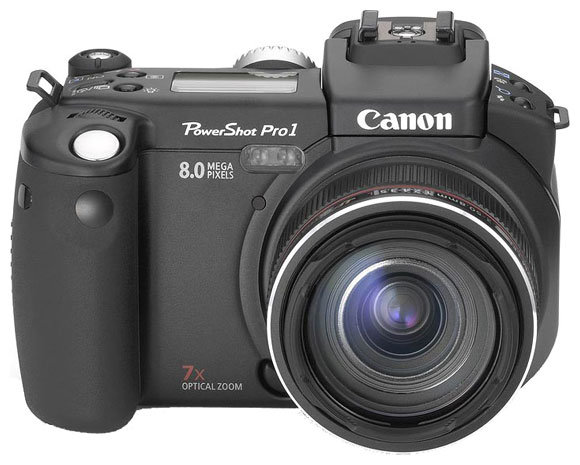 PowerShot Pro1
Canon
8.0 MEGA
PIXELS
7x
OPTICAL ZOOM